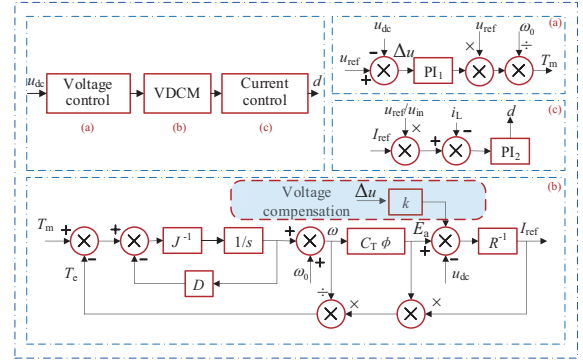 u_dc
Voltage control
VDCM
Current control
d
(a)
(b)
(c)
(a)
u_dc
u_ref
ω_0
u_ref
−
+
Δu
PI_1
×
÷
T_m
(c)
u_ref/u_in
i_L
d
I_ref
×
+
−
PI_2
(b)
Voltage compensation
Δu
k
T_m
+
−
+
−
J^-1
1/s
+
+
ω
C_T ϕ
E_a
+
+
−
R^-1
I_ref
T_e
D
ω_0
÷
u_dc
×
×